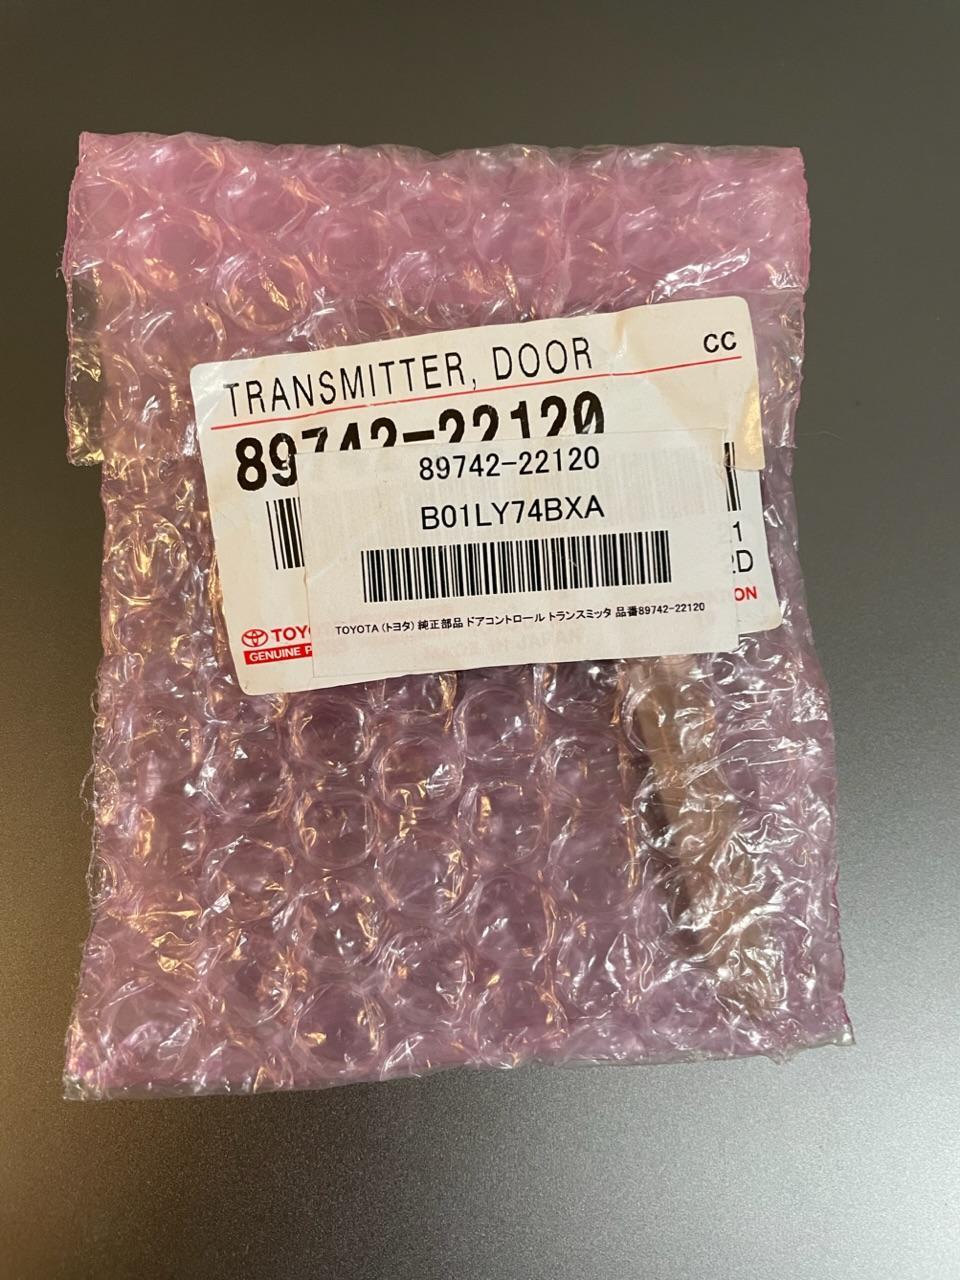 TRANSMITTER, DOOR CC
89742-22120
89742-22120
B01LY74BXA
TOYOTA (トヨタ) 純正部品 ドアコントロール トランスミッタ 品番89742-22120
GENUINE